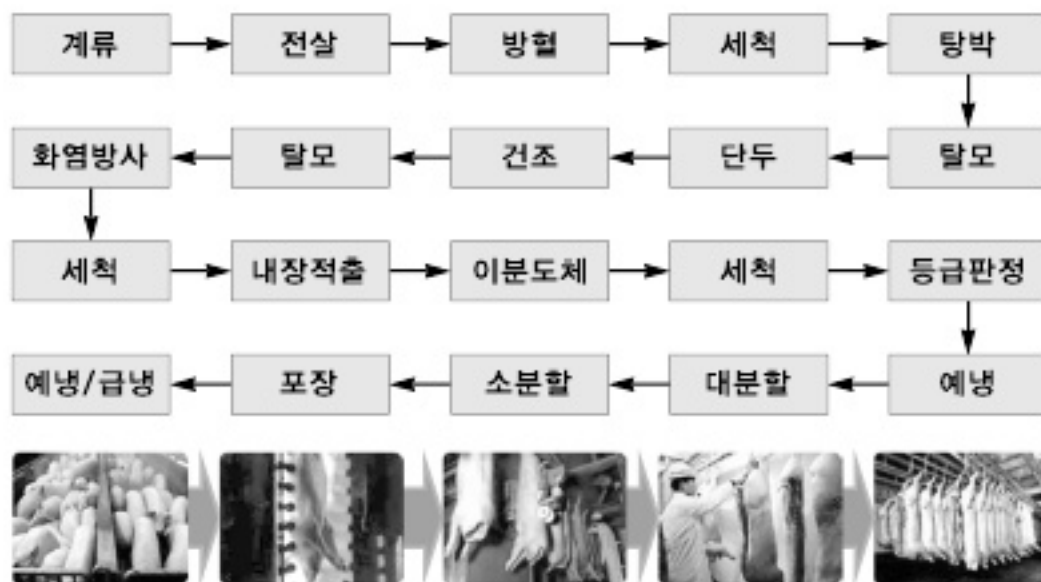 계류 전살 방혈 세척 탕박
화염방사 탈모 건조 단두 탈모
세척 내장적출 이분도체 세척 등급판정
예냉/급냉 포장 소분할 대분할 예냉